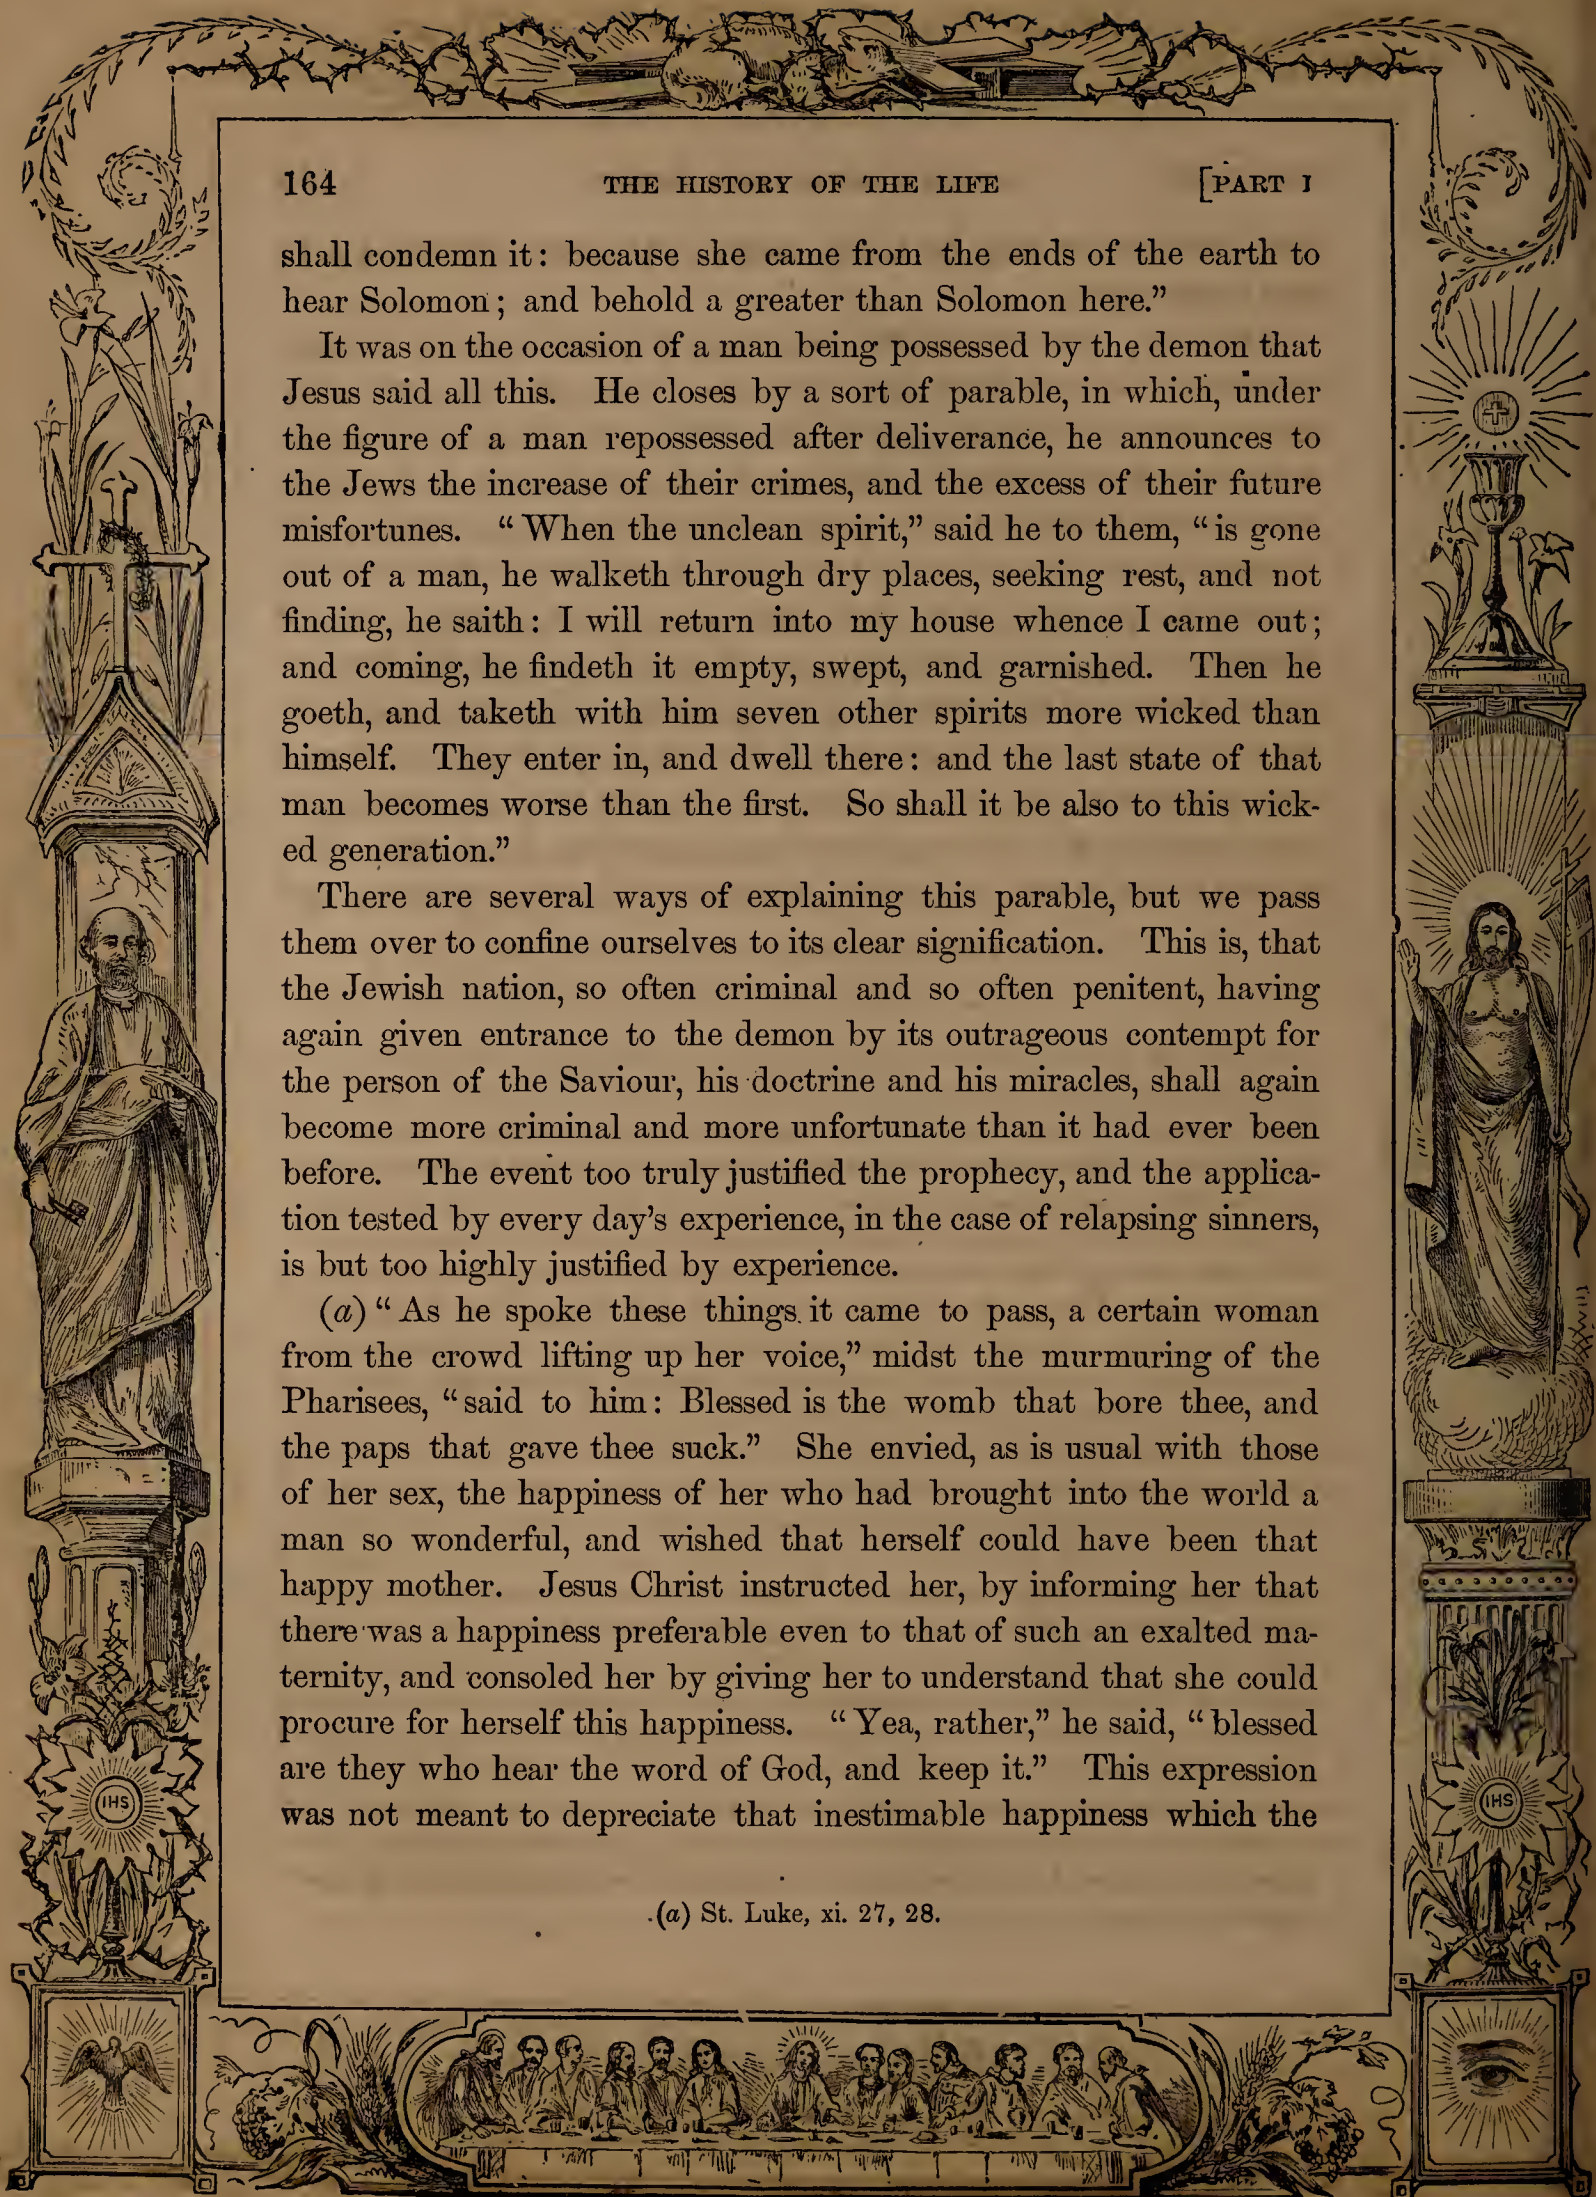 164 THE HISTORY OF THE LIFE [PART I
shall condemn it: because she came from the ends of the earth to
hear Solomon; and behold a greater than Solomon here.”
It was on the occasion of a man being possessed by the demon that
Jesus said all this. He closes by a sort of parable, in which, under
the figure of a man repossessed after deliverance, he announces to
the Jews the increase of their crimes, and the excess of their future
misfortunes. “When the unclean spirit,” said he to them, “is gone
out of a man, he walketh through dry places, seeking rest, and not
finding, he saith: I will return into my house whence I came out;
and coming, he findeth it empty, swept, and garnished. Then he
goeth, and taketh with him seven other spirits more wicked than
himself. They enter in, and dwell there: and the last state of that
man becomes worse than the first. So shall it be also to this wick-
ed generation.”
There are several ways of explaining this parable, but we pass
them over to confine ourselves to its clear signification. This is, that
the Jewish nation, so often criminal and so often penitent, having
again given entrance to the demon by its outrageous contempt for
the person of the Saviour, his doctrine and his miracles, shall again
become more criminal and more unfortunate than it had ever been
before. The event too truly justified the prophecy, and the applica-
tion tested by every day’s experience, in the case of relapsing sinners,
is but too highly justified by experience.
(a) “As he spoke these things it came to pass, a certain woman
from the crowd lifting up her voice,” midst the murmuring of the
Pharisees, “said to him: Blessed is the womb that bore thee, and
the paps that gave thee suck.” She envied, as is usual with those
of her sex, the happiness of her who had brought into the world a
man so wonderful, and wished that herself could have been that
happy mother. Jesus Christ instructed her, by informing her that
there was a happiness preferable even to that of such an exalted ma-
ternity, and consoled her by giving her to understand that she could
procure for herself this happiness. “Yea, rather,” he said, “blessed
are they who hear the word of God, and keep it.” This expression
was not meant to depreciate that inestimable happiness which the
(a) St. Luke, xi. 27, 28.
IHS
IHS